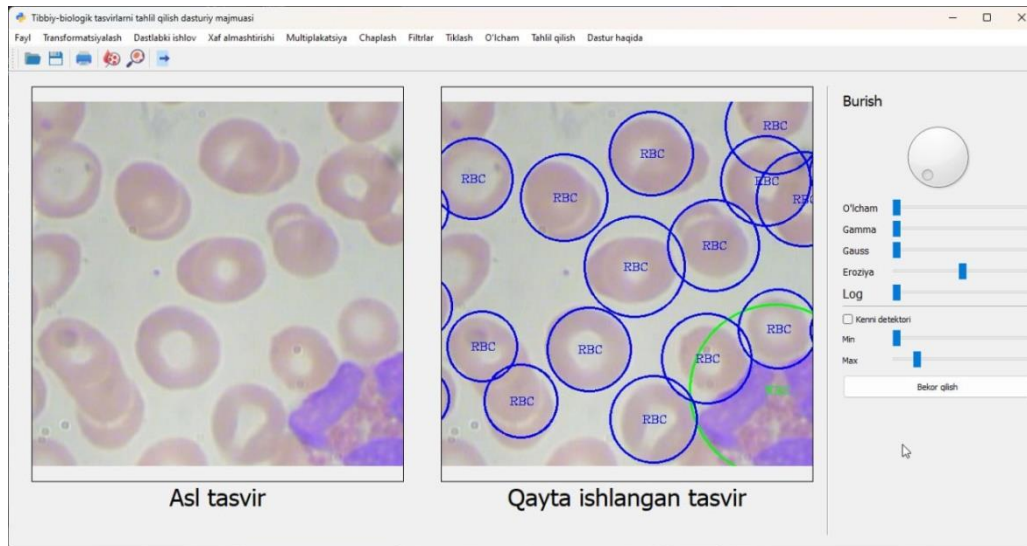 Tibbiy-biologik tasvirlarni tahlil qilish dasturiy majmuasi
Fayl Transformatsiyalash Dastlabki ishlov Xaf almashtirishi Multiplakatsiya Chaplash Filtrlar Tiklash O'lcham Tahlil qilish Dastur haqida
Burish
RBC
RBC
RBC
RBC
RBC
RBC
RBC
O'lcham
Gamma
Gauss
RBC
Eroziya
Log
RBC
Kenni detektori
RBC
RBC
RBC
Min
Max
Bekor qilish
RBC
RBC
Asl tasvir
Qayta ishlangan tasvir